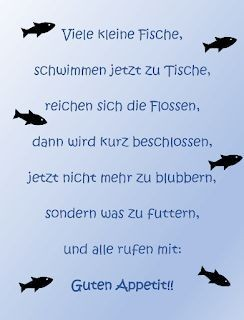 Viele kleine Fische,
schwimmen jetzt zu Tische,
reichen sich die Flossen,
dann wird kurz beschlossen,
jetzt nicht mehr zu blubbern,
sondern was zu futtern,
und alle rufen mit:
Guten Appetit!!